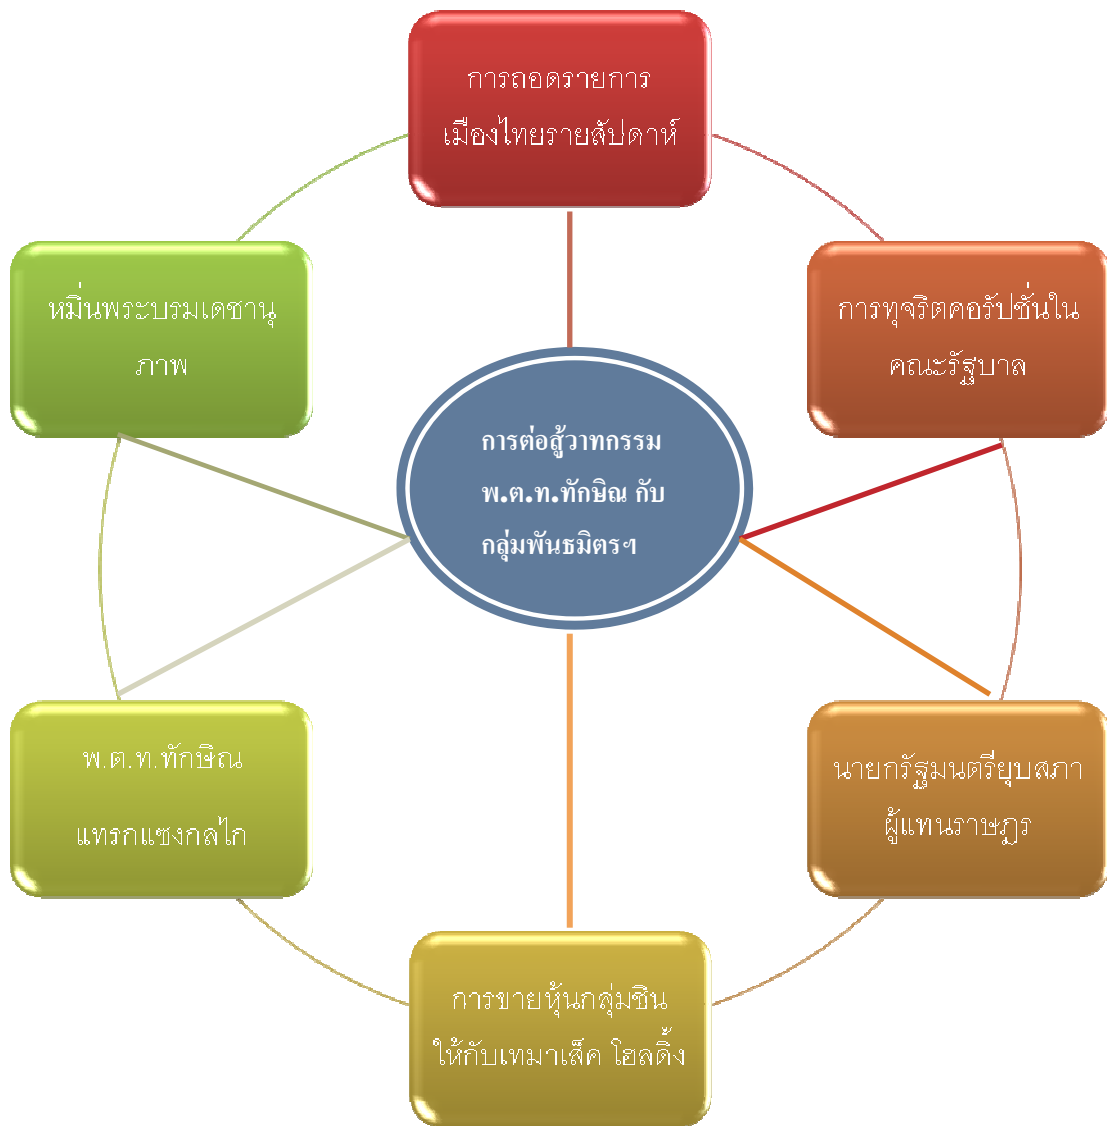 การถอดรายการ
เมืองไทยรายสัปดาห์
หมิ่นพระบรมเดชานุ
ภาพ
การทุจริตคอรัปชั่นใน
คณะรัฐบาล
การต่อสู้วาทกรรม
พ.ต.ท.ทักษิณ กับ
กลุ่มพันธมิตรฯ
พ.ต.ท.ทักษิณ
แทรกแซงกลไก
นายกรัฐมนตรียุบสภา
ผู้แทนราษฎร
การขายหุ้นกลุ่มชิน
ให้กับเทมาเส็ค โฮลดิ้ง